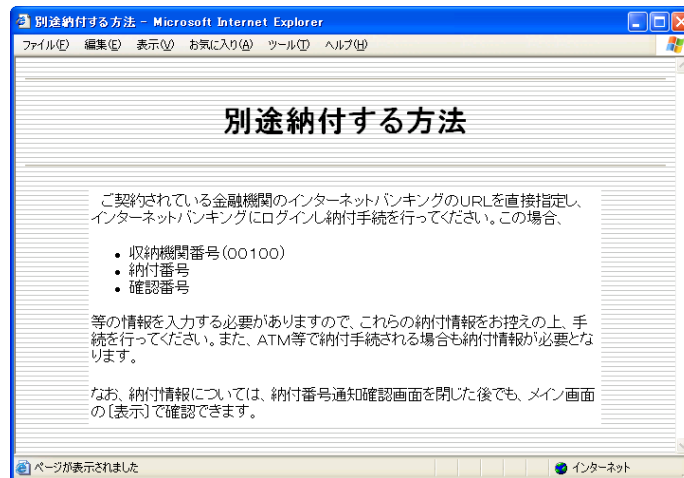 別途納付する方法 - Microsoft Internet Explorer
ファイル(F) 編集(E) 表示(V) お気に入り(A) ツール(T) ヘルプ(H)
別途納付する方法
ご契約されている金融機関のインターネットバンキングのURLを直接指定し、
インターネットバンキングにログインし納付手続を行ってください。この場合、
• 収納機関番号(00100)
• 納付番号
• 確認番号
等の情報を入力する必要がありますので、これらの納付情報をお控えの上、手
続を行ってください。また、ATM等で納付手続される場合も納付情報が必要とな
ります。
なお、納付情報については、納付番号通知確認画面を閉じた後でも、メイン画面
の〔表示〕で確認できます。
ページが表示されました インターネット